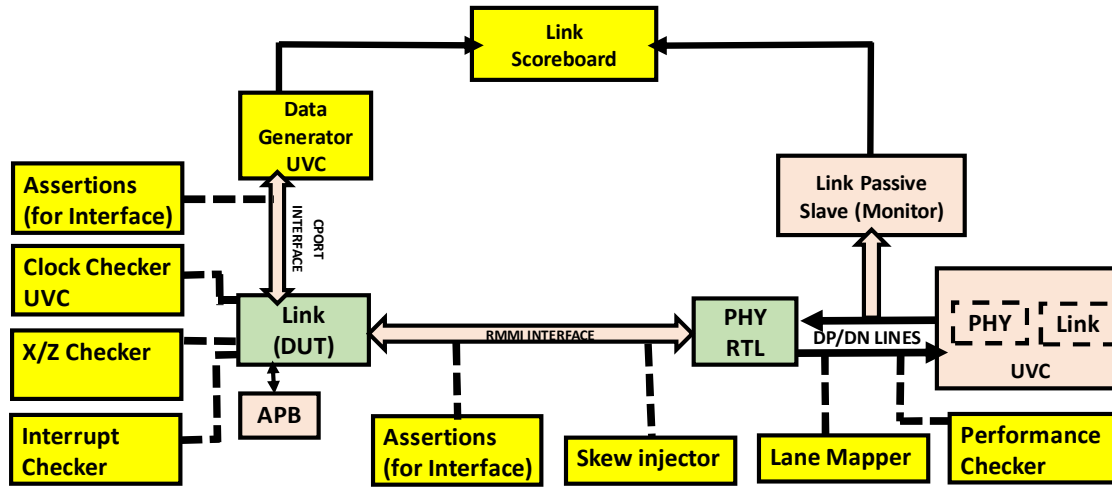 Link
Scoreboard
Data
Generator
UVC
Assertions
(for Interface)
CPORT
INTERFACE
Link Passive
Slave (Monitor)
Clock Checker
UVC
Link
(DUT)
RMMI INTERFACE
PHY
RTL
DP/DN LINES
PHY
Link
UVC
X/Z Checker
APB
Interrupt
Checker
Assertions
(for Interface)
Skew injector
Lane Mapper
Performance
Checker